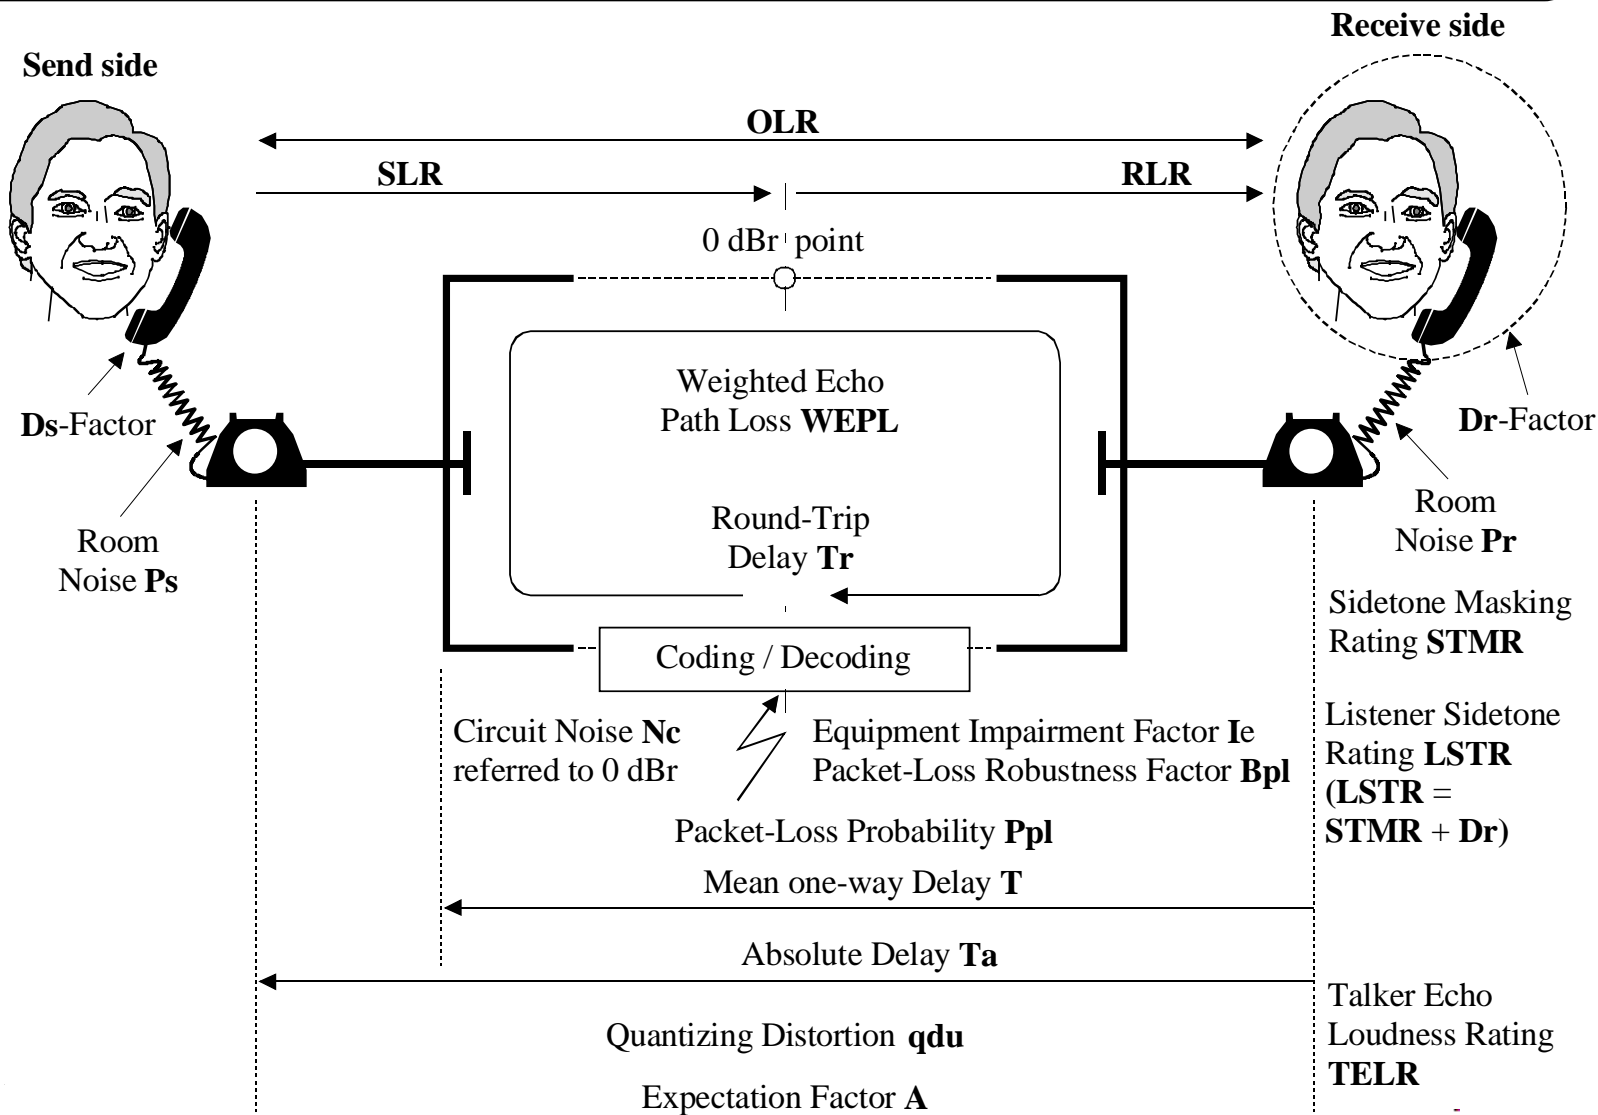 Receive side
Send side
OLR
SLR
RLR
0 dBr point
Weighted Echo
Path Loss WEPL
Ds-Factor
Dr-Factor
Round-Trip
Delay Tr
Room
Noise Ps
Room
Noise Pr
Sidetone Masking
Rating STMR
Coding / Decoding
Circuit Noise Nc
referred to 0 dBr
Equipment Impairment Factor Ie
Packet-Loss Robustness Factor Bpl
Listener Sidetone
Rating LSTR
(LSTR =
STMR + Dr)
Packet-Loss Probability Ppl
Mean one-way Delay T
Absolute Delay Ta
Talker Echo
Loudness Rating
TELR
Quantizing Distortion qdu
Expectation Factor A